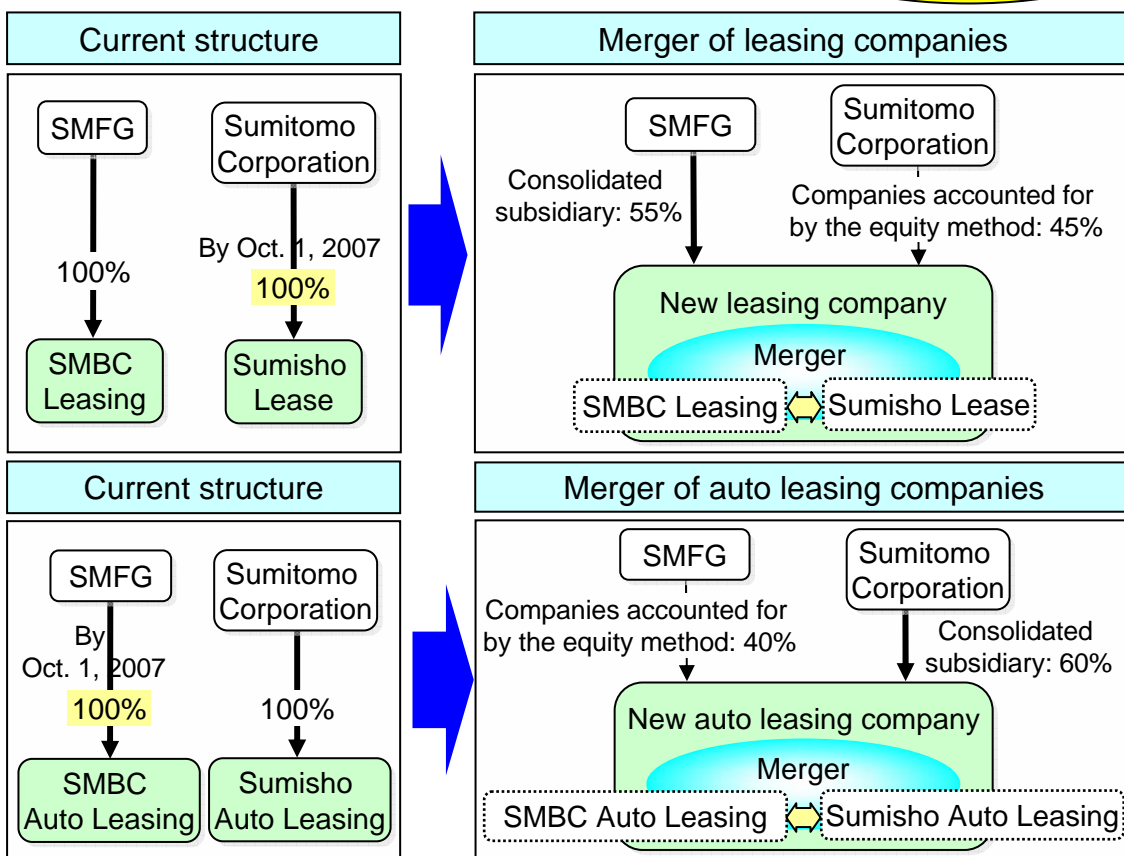 Current structure
SMFG
Sumitomo
Corporation
By Oct. 1, 2007
100%
100%
SMBC
Leasing
Sumisho
Lease
Merger of leasing companies
SMFG
Sumitomo
Corporation
Consolidated
subsidiary: 55%
Companies accounted for
by the equity method: 45%
New leasing company
Merger
SMBC Leasing
Sumisho Lease
Current structure
SMFG
Sumitomo
Corporation
By
Oct. 1, 2007
100%
100%
SMBC
Auto Leasing
Sumisho
Auto Leasing
Merger of auto leasing companies
SMFG
Sumitomo
Corporation
Companies accounted for
by the equity method: 40%
Consolidated
subsidiary: 60%
New auto leasing company
Merger
SMBC Auto Leasing
Sumisho Auto Leasing